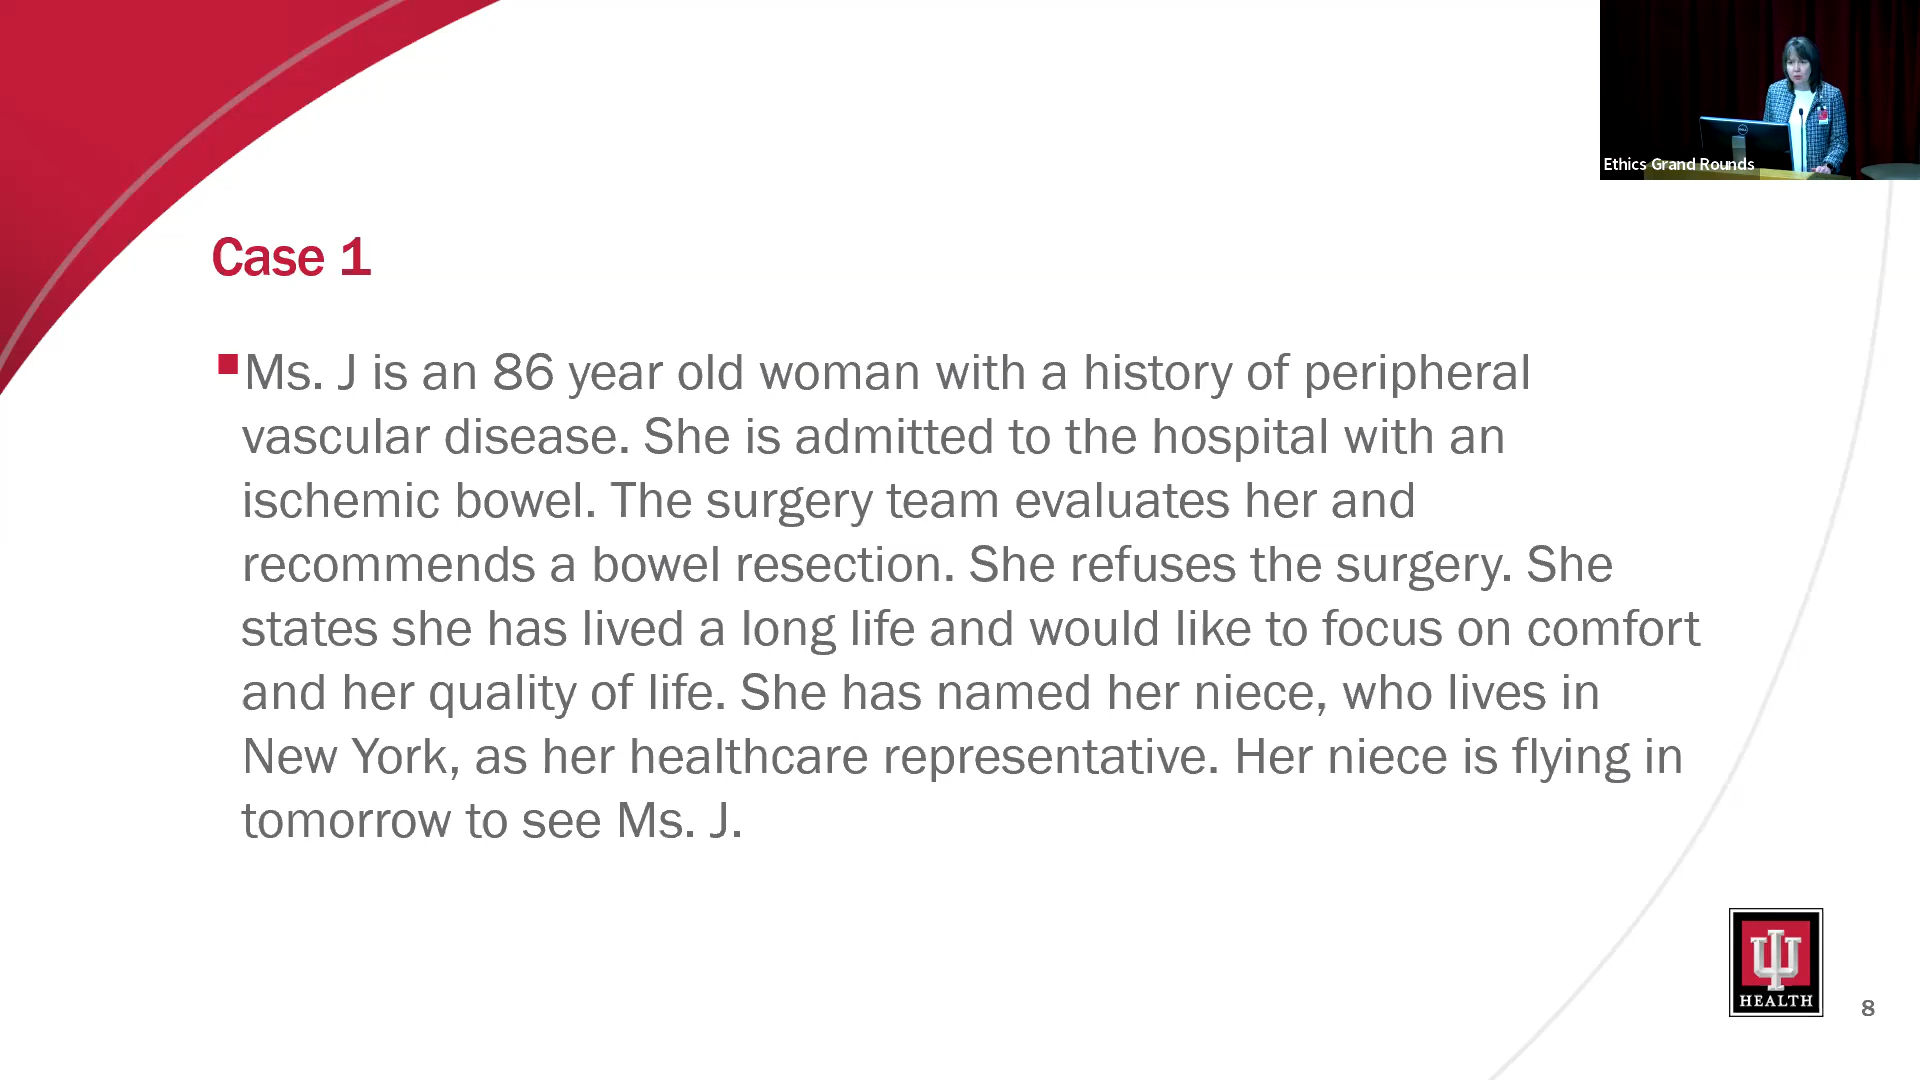 Ethics Grand Rounds
Case 1
Ms. J is an 86 year old woman with a history of peripheral
vascular disease. She is admitted to the hospital with an
ischemic bowel. The surgery team evaluates her and
recommends a bowel resection. She refuses the surgery. She
states she has lived a long life and would like to focus on comfort
and her quality of life. She has named her niece, who lives in
New York, as her healthcare representative. Her niece is flying in
tomorrow to see Ms. J.
HEALTH
8